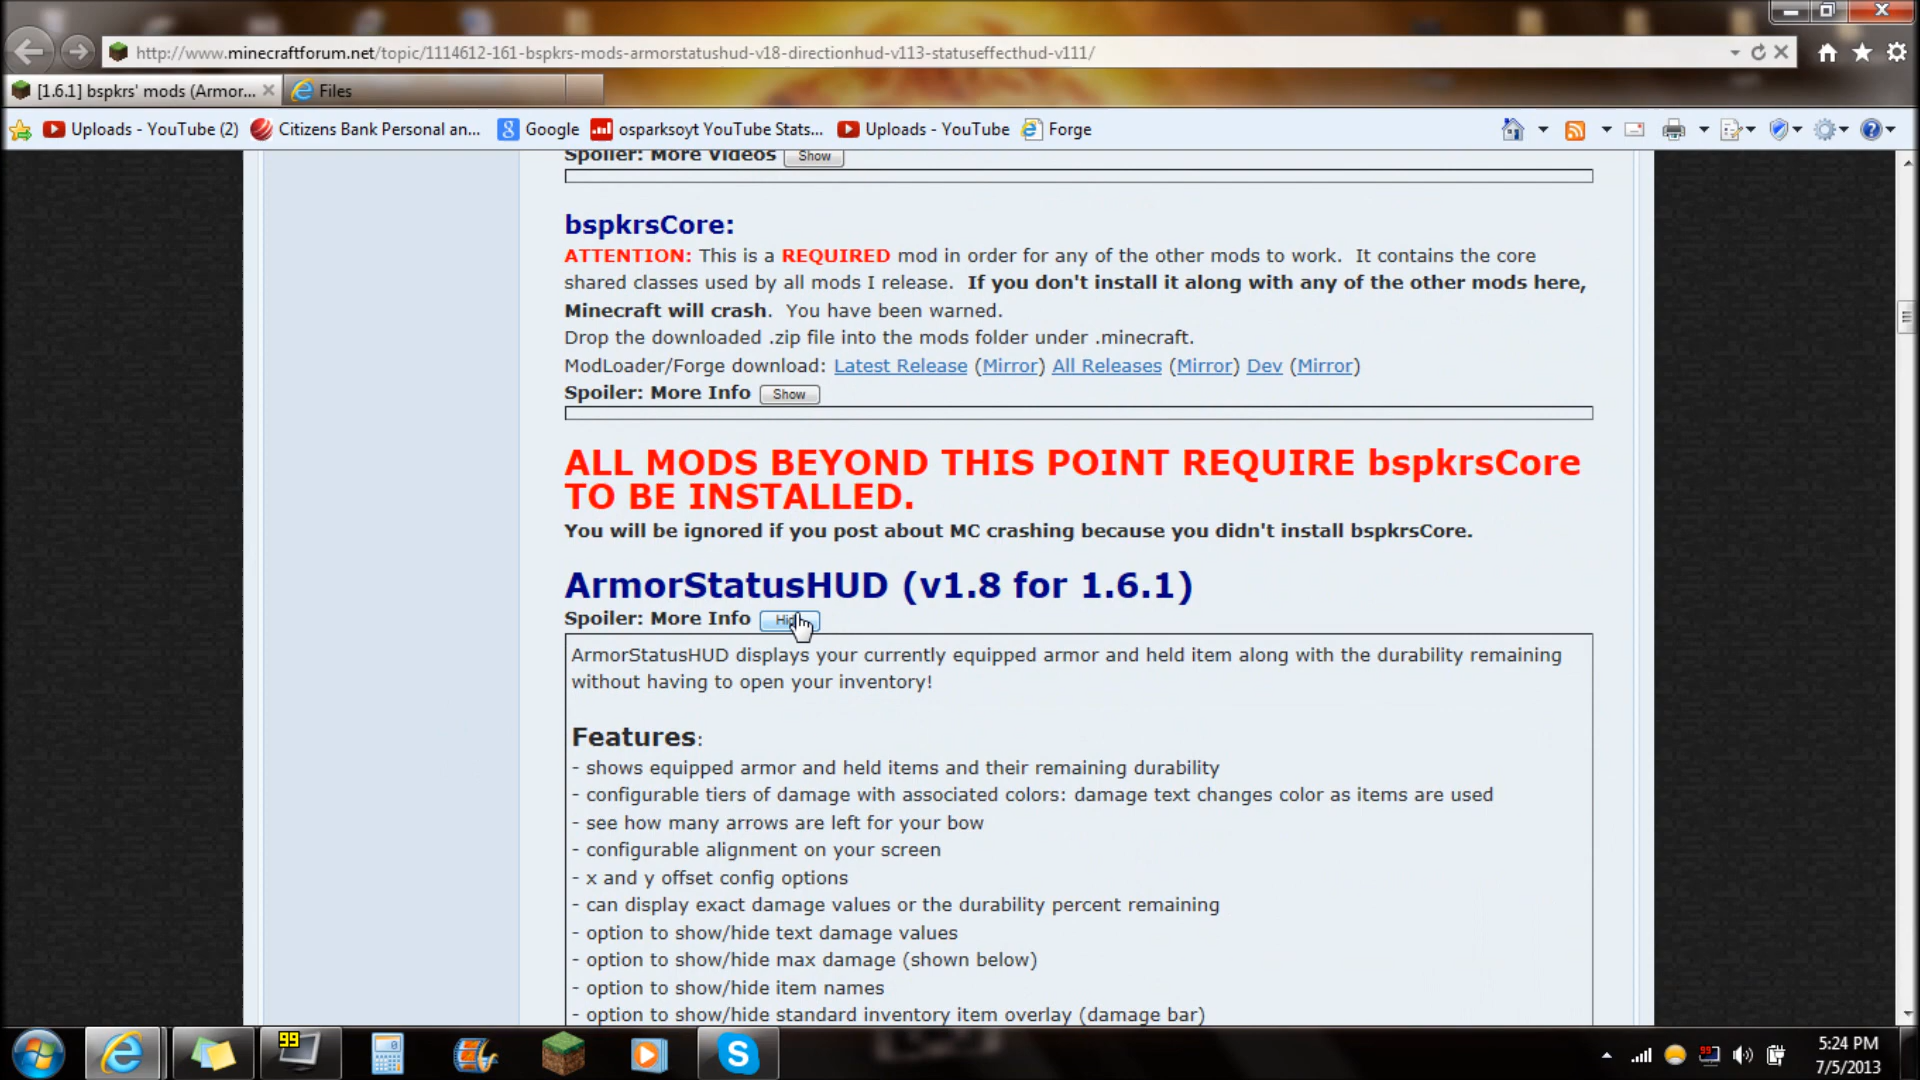 http://www.minecraftforum.net/topic/1114612-161-bspkrs-mods-armorstatushud-v18-directionhud-v113-statuseffecthud-v111/
[1.6.1] bspkrs' mods (Armor...
Files
Uploads - YouTube (2)
Citizens Bank Personal an...
Google
osparksoyt YouTube Stats...
Uploads - YouTube
Forge
Spoiler: More Videos Show
bspkrsCore:
ATTENTION: This is a REQUIRED mod in order for any of the other mods to work. It contains the core
shared classes used by all mods I release. If you don't install it along with any of the other mods here,
Minecraft will crash. You have been warned.
Drop the downloaded .zip file into the mods folder under .minecraft.
ModLoader/Forge download: Latest Release (Mirror) All Releases (Mirror) Dev (Mirror)
Spoiler: More Info Show
ALL MODS BEYOND THIS POINT REQUIRE bspkrsCore
TO BE INSTALLED.
You will be ignored if you post about MC crashing because you didn't install bspkrsCore.
ArmorStatusHUD (v1.8 for 1.6.1)
Spoiler: More Info
ArmorStatusHUD displays your currently equipped armor and held item along with the durability remaining
without having to open your inventory!
Features:
- shows equipped armor and held items and their remaining durability
- configurable tiers of damage with associated colors: damage text changes color as items are used
- see how many arrows are left for your bow
- configurable alignment on your screen
- x and y offset config options
- can display exact damage values or the durability percent remaining
- option to show/hide text damage values
- option to show/hide max damage (shown below)
- option to show/hide item names
- option to show/hide standard inventory item overlay (damage bar)
99
5:24 PM
7/5/2013